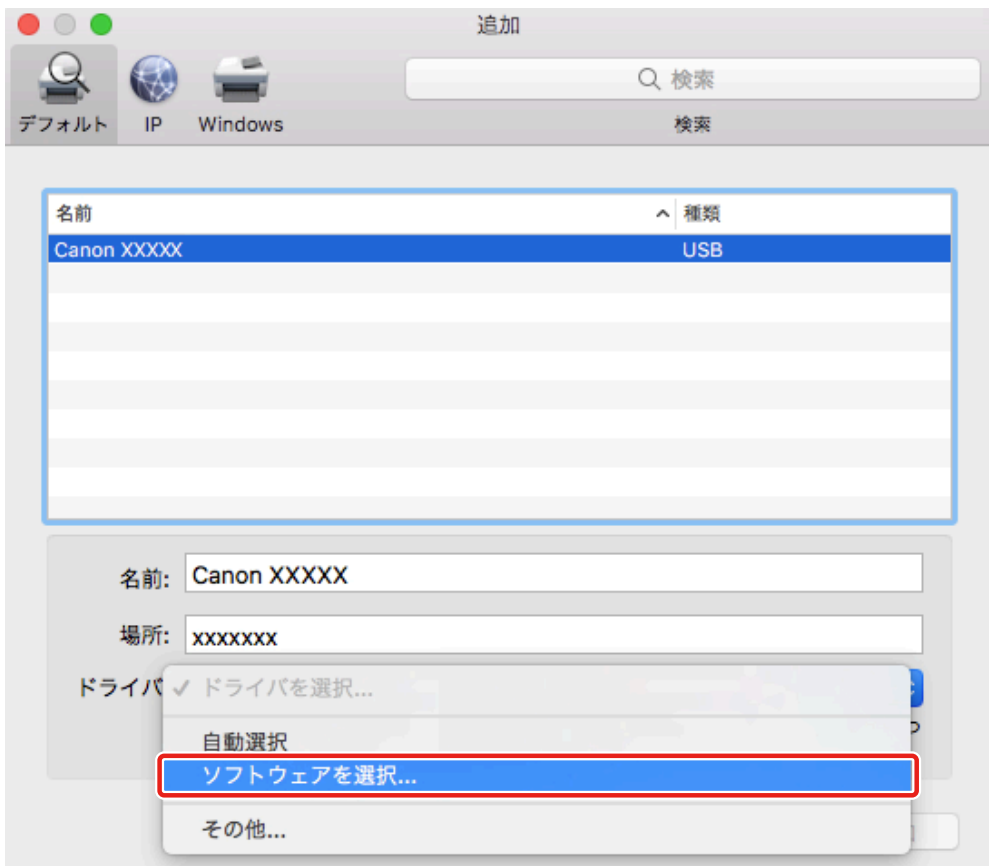 追加
検索
デフォルト IP Windows 検索
名前 種類
Canon XXXXX USB
名前: Canon XXXXX
場所: xxxxxxx
ドライバ ✓ ドライバを選択...
自動選択
ソフトウェアを選択...
その他...